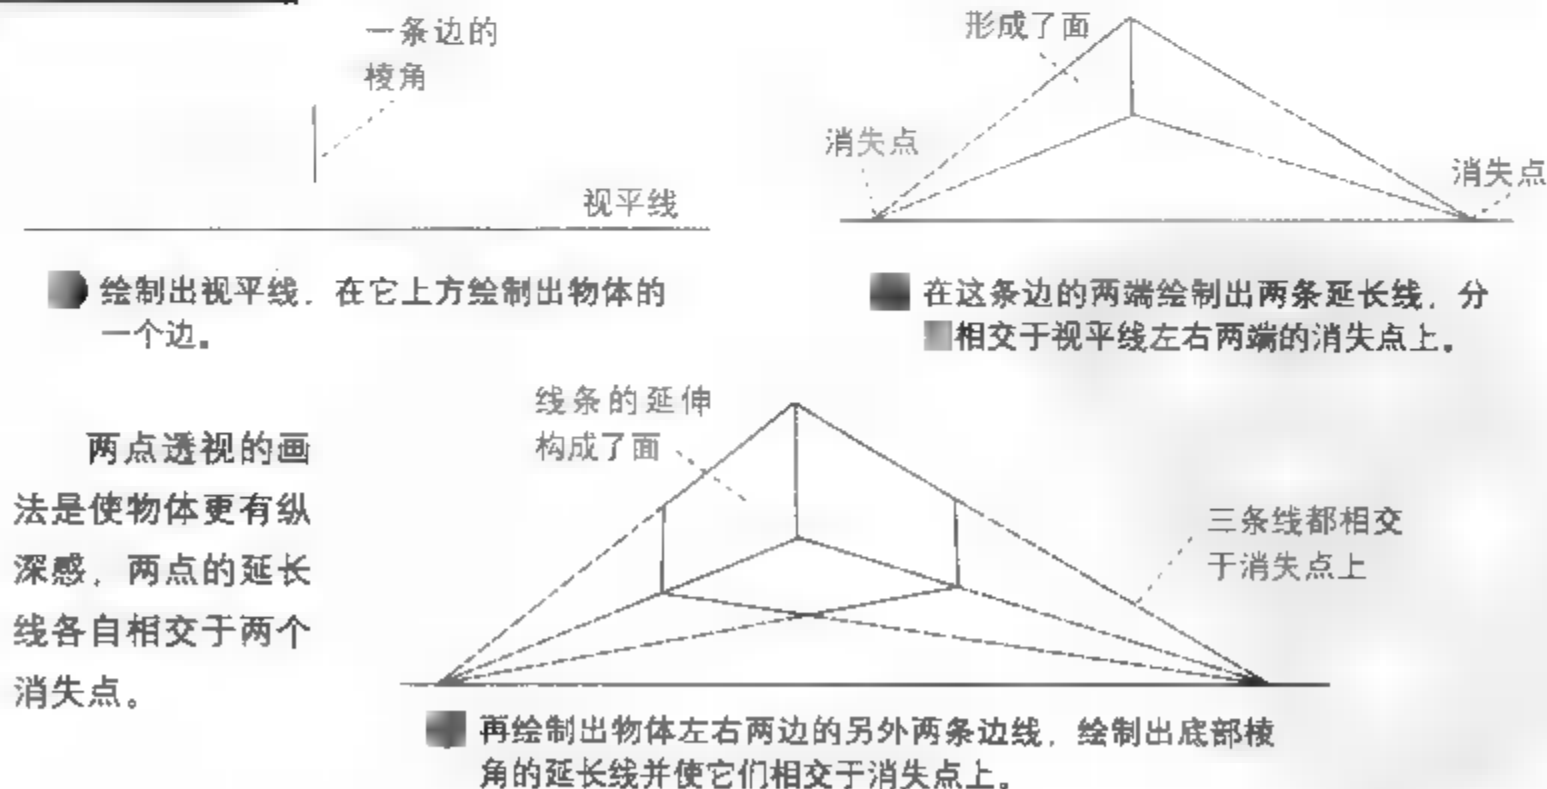 一条边的
棱角
视平线
绘制出视平线，在它上方绘制出物体的
一个边。
形成了面
消失点
消失点
在这条边的两端绘制出两条延长线，分
相交于视平线左右两端的消失点上。
两点透视的画
法是使物体更有纵
深感，两点的延长
线各自相交于两个
消失点。
线条的延伸
构成了面
三条线都相交
于消失点上
再绘制出物体左右两边的另外两条边线，绘制出底部棱
角的延长线并使它们相交于消失点上。